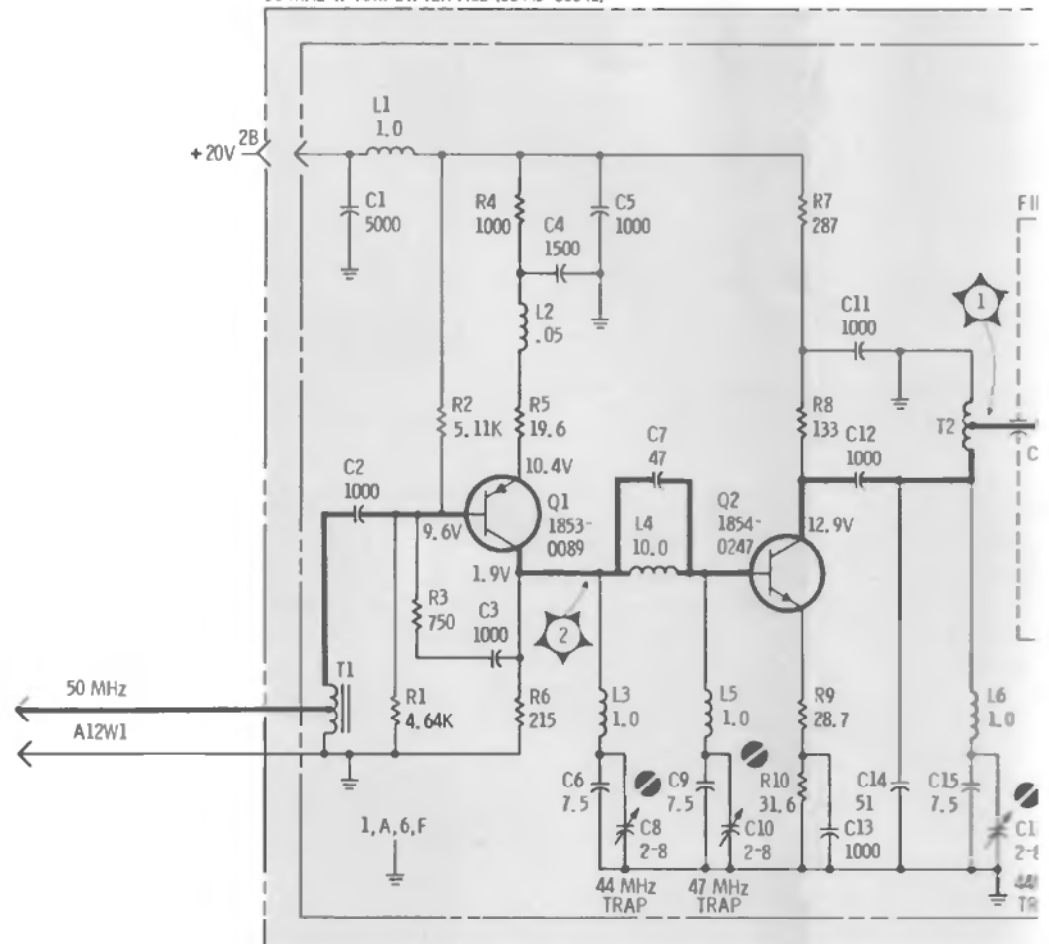 L1
1.0
2B
+20V
C1
5000
R4
1000
C4
1500
C5
1000
R7
287
FI
L2
.05
C11
1000
1
R2
5.11K
R5
19.6
R8
133
C12
1000
T2
C
C2
1000
10.4V
C7
47
9.6V
Q1
1853-
0089
L4
10.0
Q2
1854-
0247
12.9V
1.9V
R3
750
C3
1000
2
50 MHz
A12W1
T1
R1
4.64K
R6
215
L3
1.0
L5
1.0
R9
28.7
L6
1.0
C6
7.5
C8
2-8
C9
7.5
C10
2-8
R10
31.6
C13
1000
C14
51
C15
7.5
1,A,6,F
44 MHz
TRAP
47 MHz
TRAP